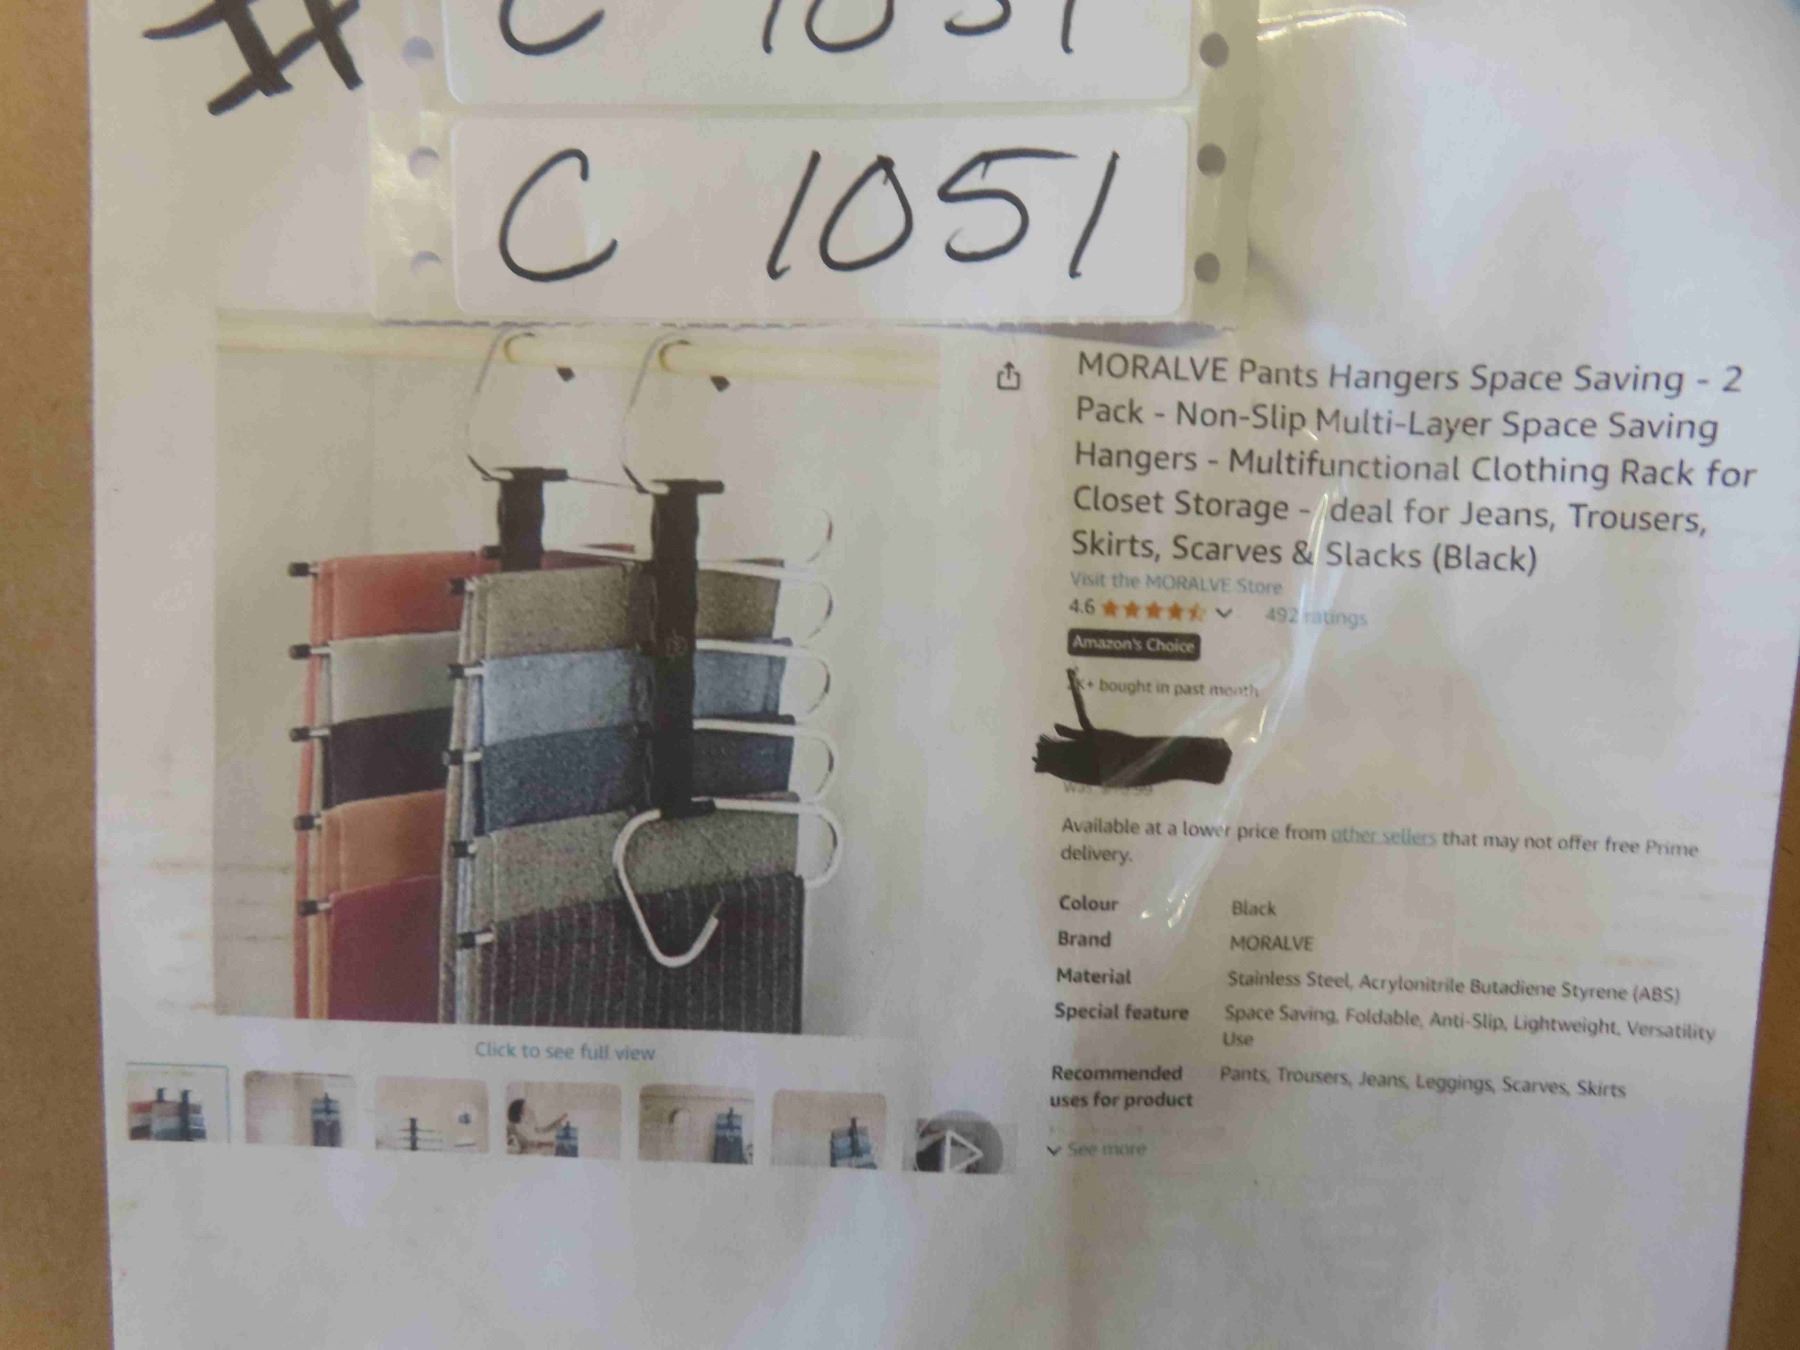 # C 1051
C 1051
MORALVE Pants Hangers Space Saving - 2
Pack - Non-Slip Multi-Layer Space Saving
Hangers - Multifunctional Clothing Rack for
Closet Storage - Ideal for Jeans, Trousers,
Skirts, Scarves & Slacks (Black)
Visit the MORALVE Store
4.6 492 ratings
Amazon's Choice
K+ bought in past month
Was
Available at a lower price from other sellers that may not offer free Prime
delivery.
Colour Black
Brand MORALVE
Material Stainless Steel, Acrylonitrile Butadiene Styrene (ABS)
Special feature Space Saving, Foldable, Anti-Slip, Lightweight, Versatility
Use
Recommended Pants, Trousers, Jeans, Leggings, Scarves, Skirts
uses for product
See more
Click to see full view